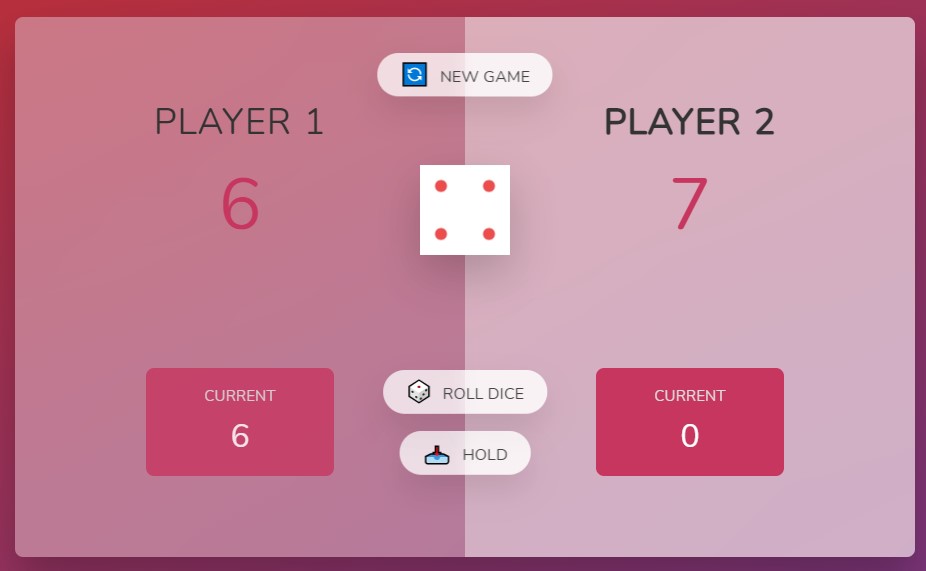 NEW GAME
PLAYER 1
6
PLAYER 2
7
CURRENT
6
ROLL DICE
HOLD
CURRENT
0